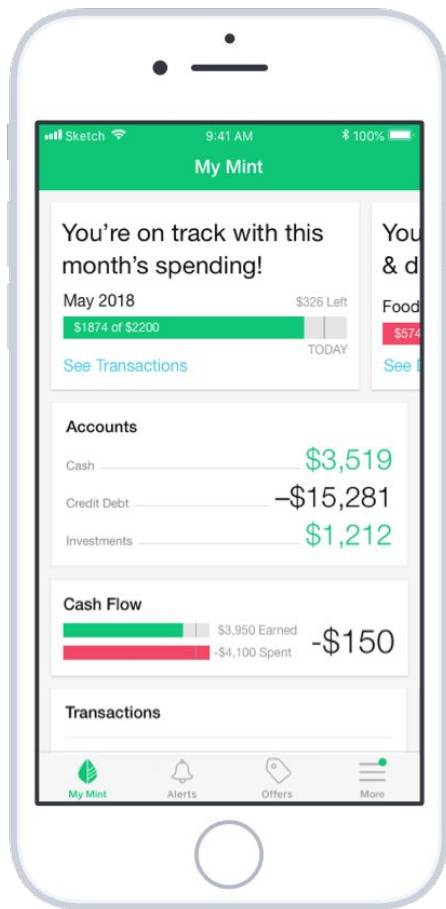 Sketch 9:41 AM 100%
My Mint
You're on track with this
month's spending!
May 2018 $326 Left
$1874 of $2200
TODAY
See Transactions
You
& d
Food
$574
See
Accounts
Cash $3,519
Credit Debt –$15,281
Investments $1,212
Cash Flow
$3,950 Earned
-$4,100 Spent
-$150
Transactions
My Mint Alerts Offers More